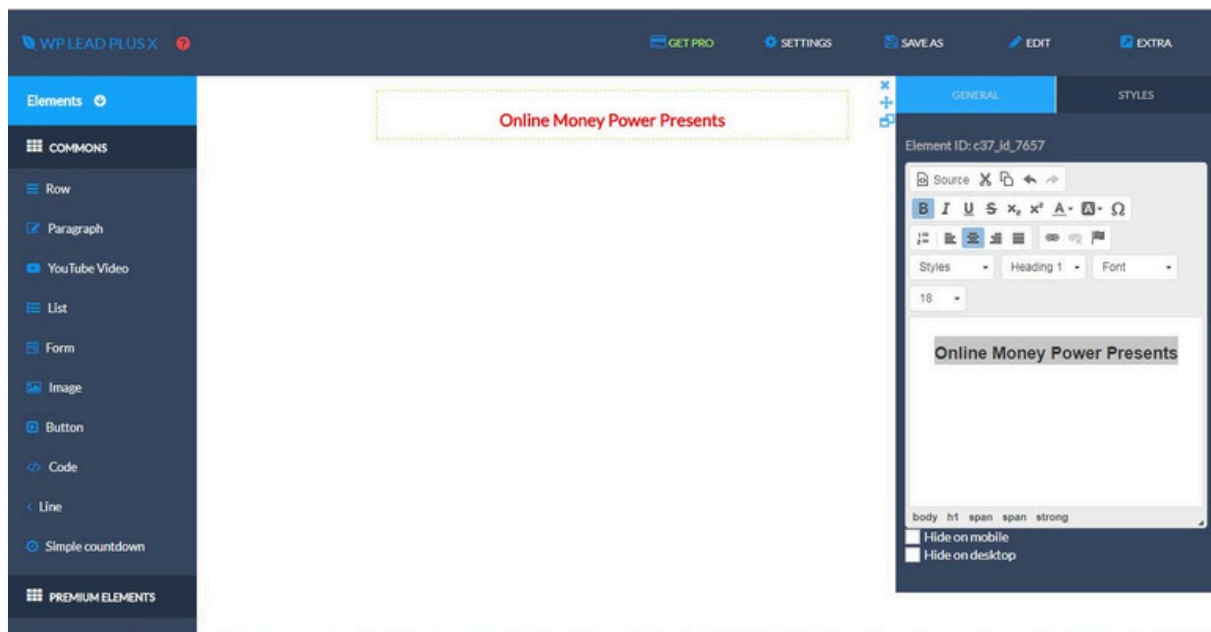 WP LEAD PLUS X ?
GET PRO
SETTINGS
SAVE AS
EDIT
EXTRA
Elements
COMMONS
Row
Paragraph
YouTube Video
List
Form
Image
Button
Code
Line
Simple countdown
PREMIUM ELEMENTS
Online Money Power Presents
GENERAL
STYLES
Element ID: c37_id_7657
Source
B I U S x₂ x² A A Ω
Styles Heading 1 Font
18
Online Money Power Presents
body h1 span span strong
Hide on mobile
Hide on desktop